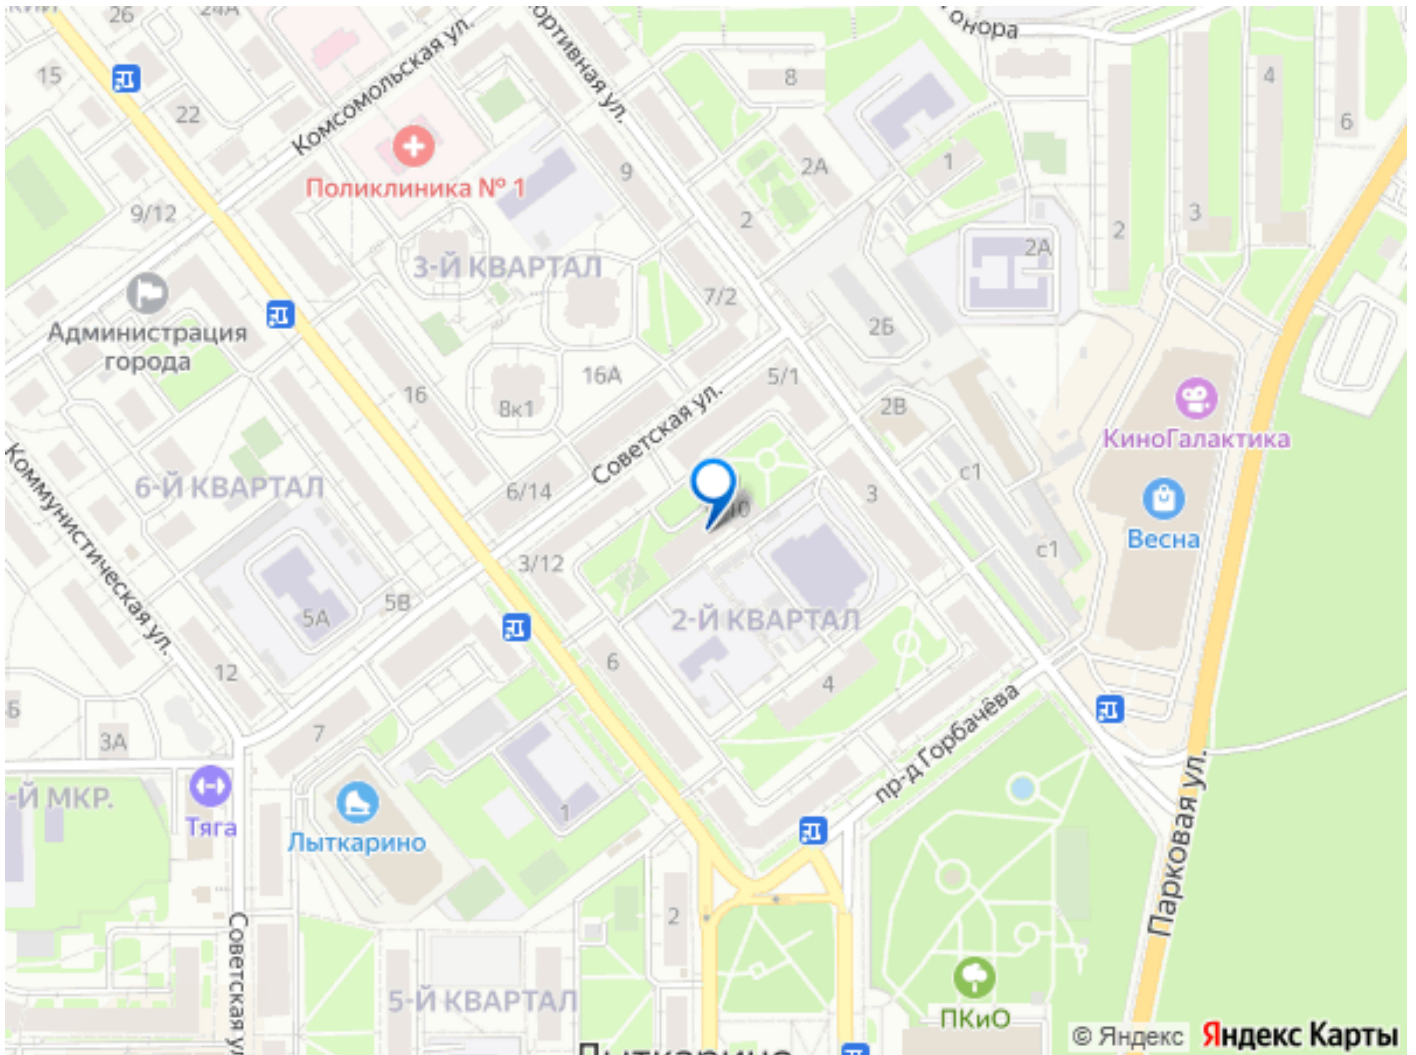 26
24А
15
22
Комсомольская ул.
Гонора
8
4
6
Поликлиника № 1
9
2А
1
9/12
2
3-Й КВАРТАЛ
2А
2
3
Администрация
города
7/2
2Б
16
8к1
16А
5/1
2В
КиноГалактика
Коммунистическая ул.
6-Й КВАРТАЛ
6/14
Советская ул.
3
с1
Весна
с1
3/12
5А
5В
2-Й КВАРТАЛ
12
6
4
3А
7
пр-д Горбачёва
-Й МКР.
Тяга
Лыткарино
1
Парковая ул.
2
Советская ул
5-Й КВАРТАЛ
ПКиО
Лыткарино
© Яндекс Яндекс Карты